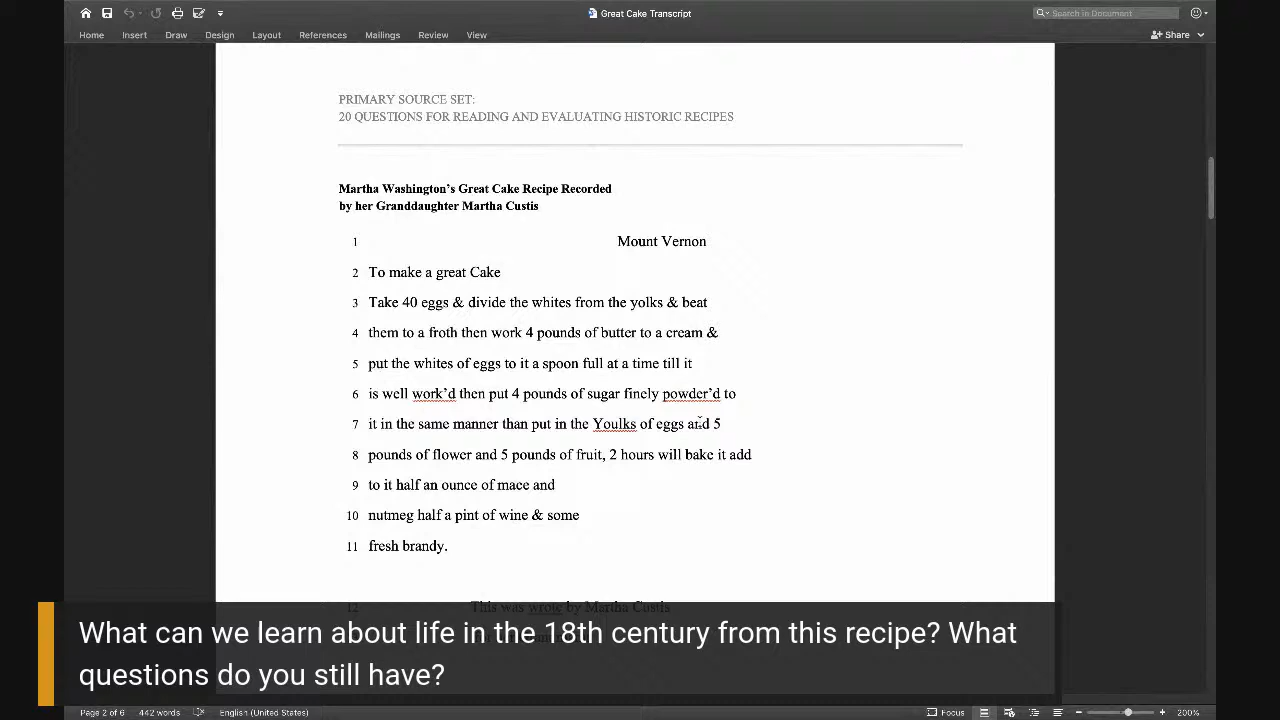 Great Cake Transcript
Search in Document
Home Insert Draw Design Layout References Mailings Review View
Share
PRIMARY SOURCE SET:
20 QUESTIONS FOR READING AND EVALUATING HISTORIC RECIPES
Martha Washington's Great Cake Recipe Recorded
by her Granddaughter Martha Custis
1 Mount Vernon
2 To make a great Cake
3 Take 40 eggs & divide the whites from the yolks & beat
4 them to a froth then work 4 pounds of butter to a cream &
5 put the whites of eggs to it a spoon full at a time till it
6 is well work'd then put 4 pounds of sugar finely powder'd to
7 it in the same manner than put in the Youlks of eggs and 5
8 pounds of flower and 5 pounds of fruit, 2 hours will bake it add
9 to it half an ounce of mace and
10 nutmeg half a pint of wine & some
11 fresh brandy.
12 This was wrote by Martha Custis
What can we learn about life in the 18th century from this recipe? What
questions do you still have?
Page 2 of 6 442 words English (United States) Focus 200%